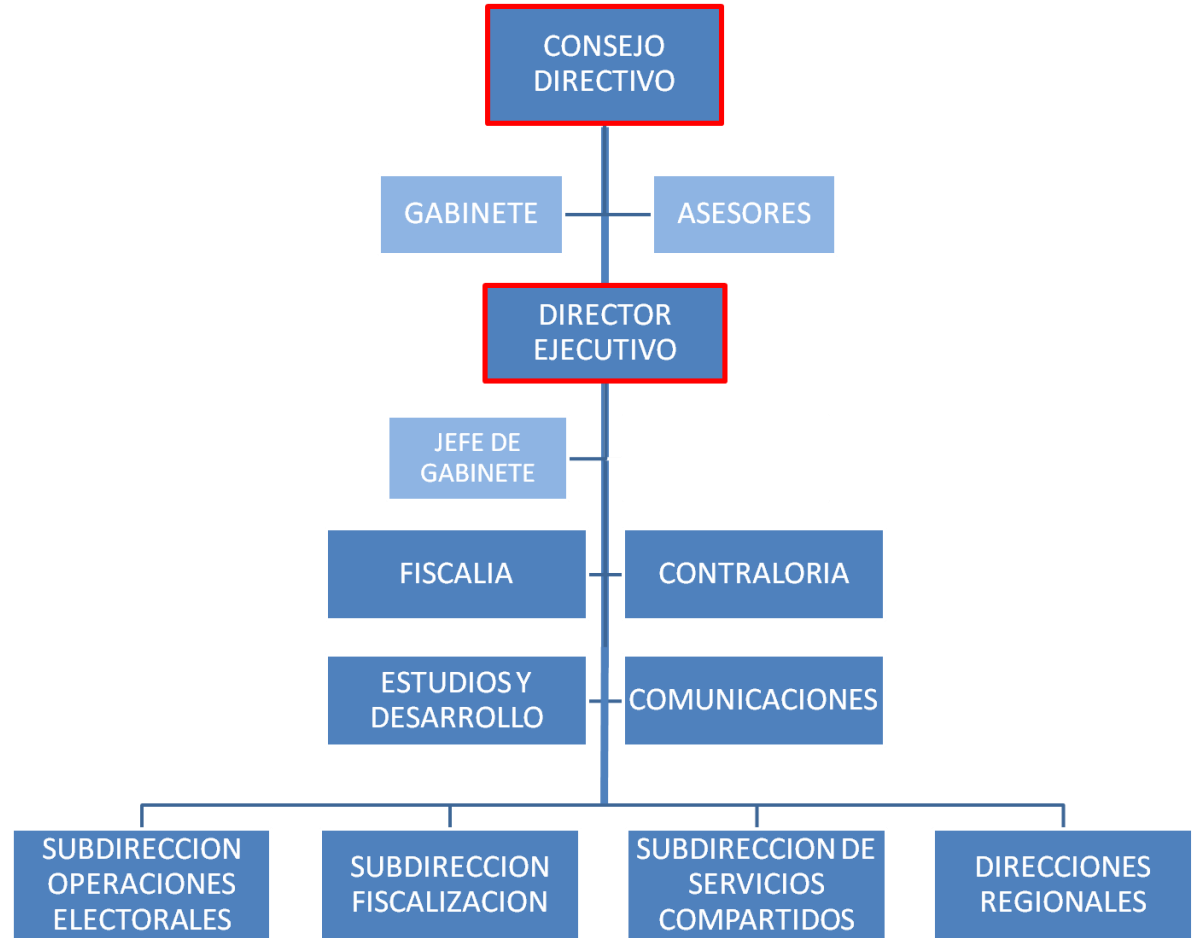 CONSEJO
DIRECTIVO
GABINETE
ASESORES
DIRECTOR
EJECUTIVO
JEFE DE
GABINETE
FISCALIA
CONTRALORIA
ESTUDIOS Y
DESARROLLO
COMUNICACIONES
SUBDIRECCION
OPERACIONES
ELECTORALES
SUBDIRECCION
FISCALIZACION
SUBDIRECCION DE
SERVICIOS
COMPARTIDOS
DIRECCIONES
REGIONALES